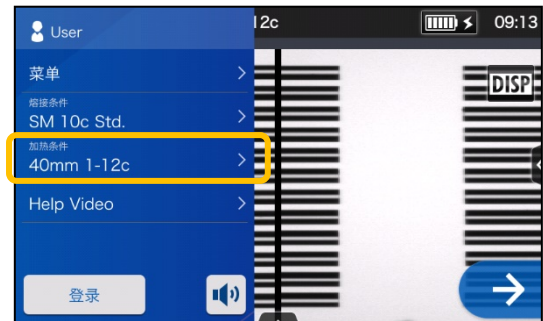 User
12c
09:13
菜单
DISP
熔接条件
SM 10c Std.
加热条件
40mm 1-12c
Help Video
登录